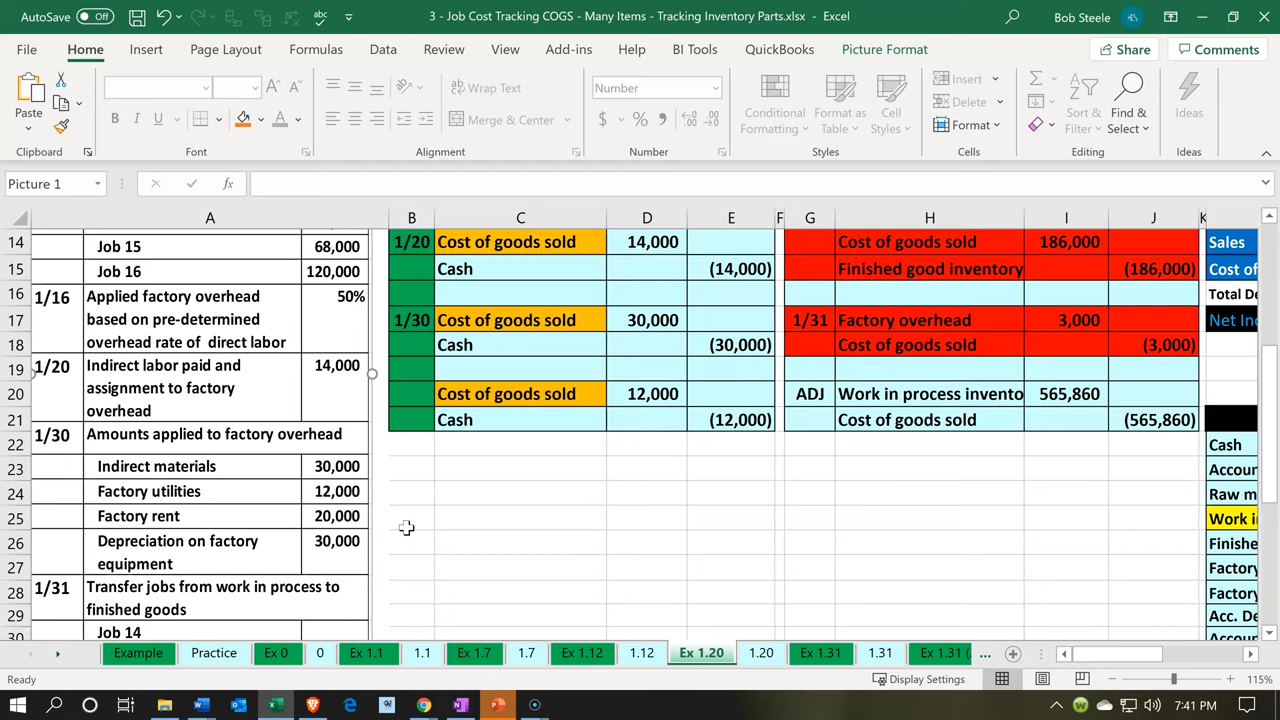 AutoSave Off 3 - Job Cost Tracking COGS - Many Items - Tracking Inventory Parts.xlsx - Excel Bob Steele
File Home Insert Page Layout Formulas Data Review View Add-ins Help BI Tools QuickBooks Picture Format Share Comments
Paste B I U A Wrap Text Merge & Center Number $ % Conditional Formatting Format as Table Cell Styles Insert Delete Format Sort & Filter Find & Select Ideas
Clipboard Font Alignment Number Styles Cells Editing Ideas
Picture 1 fx
A B C D E F G H I J K
14 Job 15 68,000 1/20 Cost of goods sold 14,000 Cost of goods sold 186,000 Sales
15 Job 16 120,000 Cash (14,000) Finished good inventory (186,000) Cost of
16 1/16 Applied factory overhead 50% Total De
17 based on pre-determined 1/30 Cost of goods sold 30,000 1/31 Factory overhead 3,000 Net Inc
18 overhead rate of direct labor Cash (30,000) Cost of goods sold (3,000)
19 1/20 Indirect labor paid and 14,000
20 assignment to factory Cost of goods sold 12,000 ADJ Work in process invento 565,860
21 overhead Cash (12,000) Cost of goods sold (565,860)
22 1/30 Amounts applied to factory overhead Cash
23 Indirect materials 30,000 Accou
24 Factory utilities 12,000 Raw m
25 Factory rent 20,000 Work i
26 Depreciation on factory 30,000 Finishe
27 equipment Factory
28 1/31 Transfer jobs from work in process to Factory
29 finished goods Acc. De
30 Job 14
Example Practice Ex 0 0 Ex 1.1 1.1 Ex 1.7 1.7 Ex 1.12 1.12 Ex 1.20 1.20 Ex 1.31 1.31 Ex 1.31 ( ...
Ready Display Settings 115%
7:41 PM